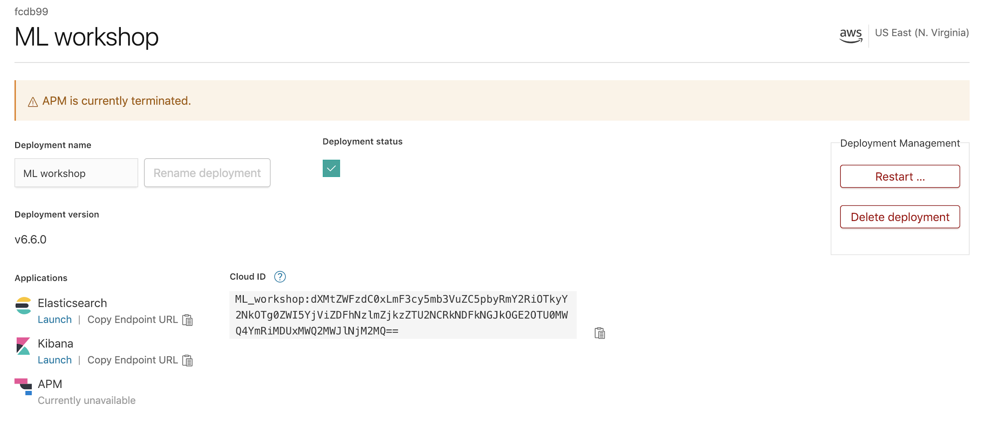 fcdb99
ML workshop
aws
US East (N. Virginia)
APM is currently terminated.
Deployment name
ML workshop
Rename deployment
Deployment status
Deployment Management
Restart ...
Delete deployment
Deployment version
v6.6.0
Applications
Elasticsearch
Launch | Copy Endpoint URL
Kibana
Launch | Copy Endpoint URL
APM
Currently unavailable
Cloud ID ?
ML_workshop:dXMtZWFzdC0xLmF3cy5mb3VuZC5pbyRmY2RiOTkyY
2NkOTg0ZWI5YjViZDFhNzlmZjkzZTU2NCRkNDFkNGJkOGE2OTU0MW
Q4YmRiMDUxMWQ2MWJlNjM2MQ==